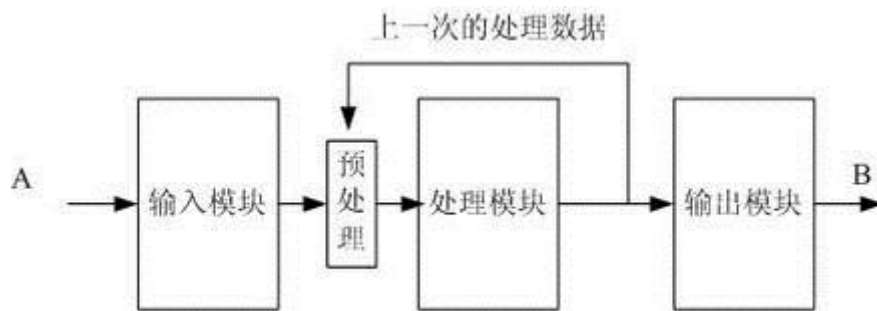 上一次的处理数据
A
输入模块
预处理
处理模块
输出模块
B